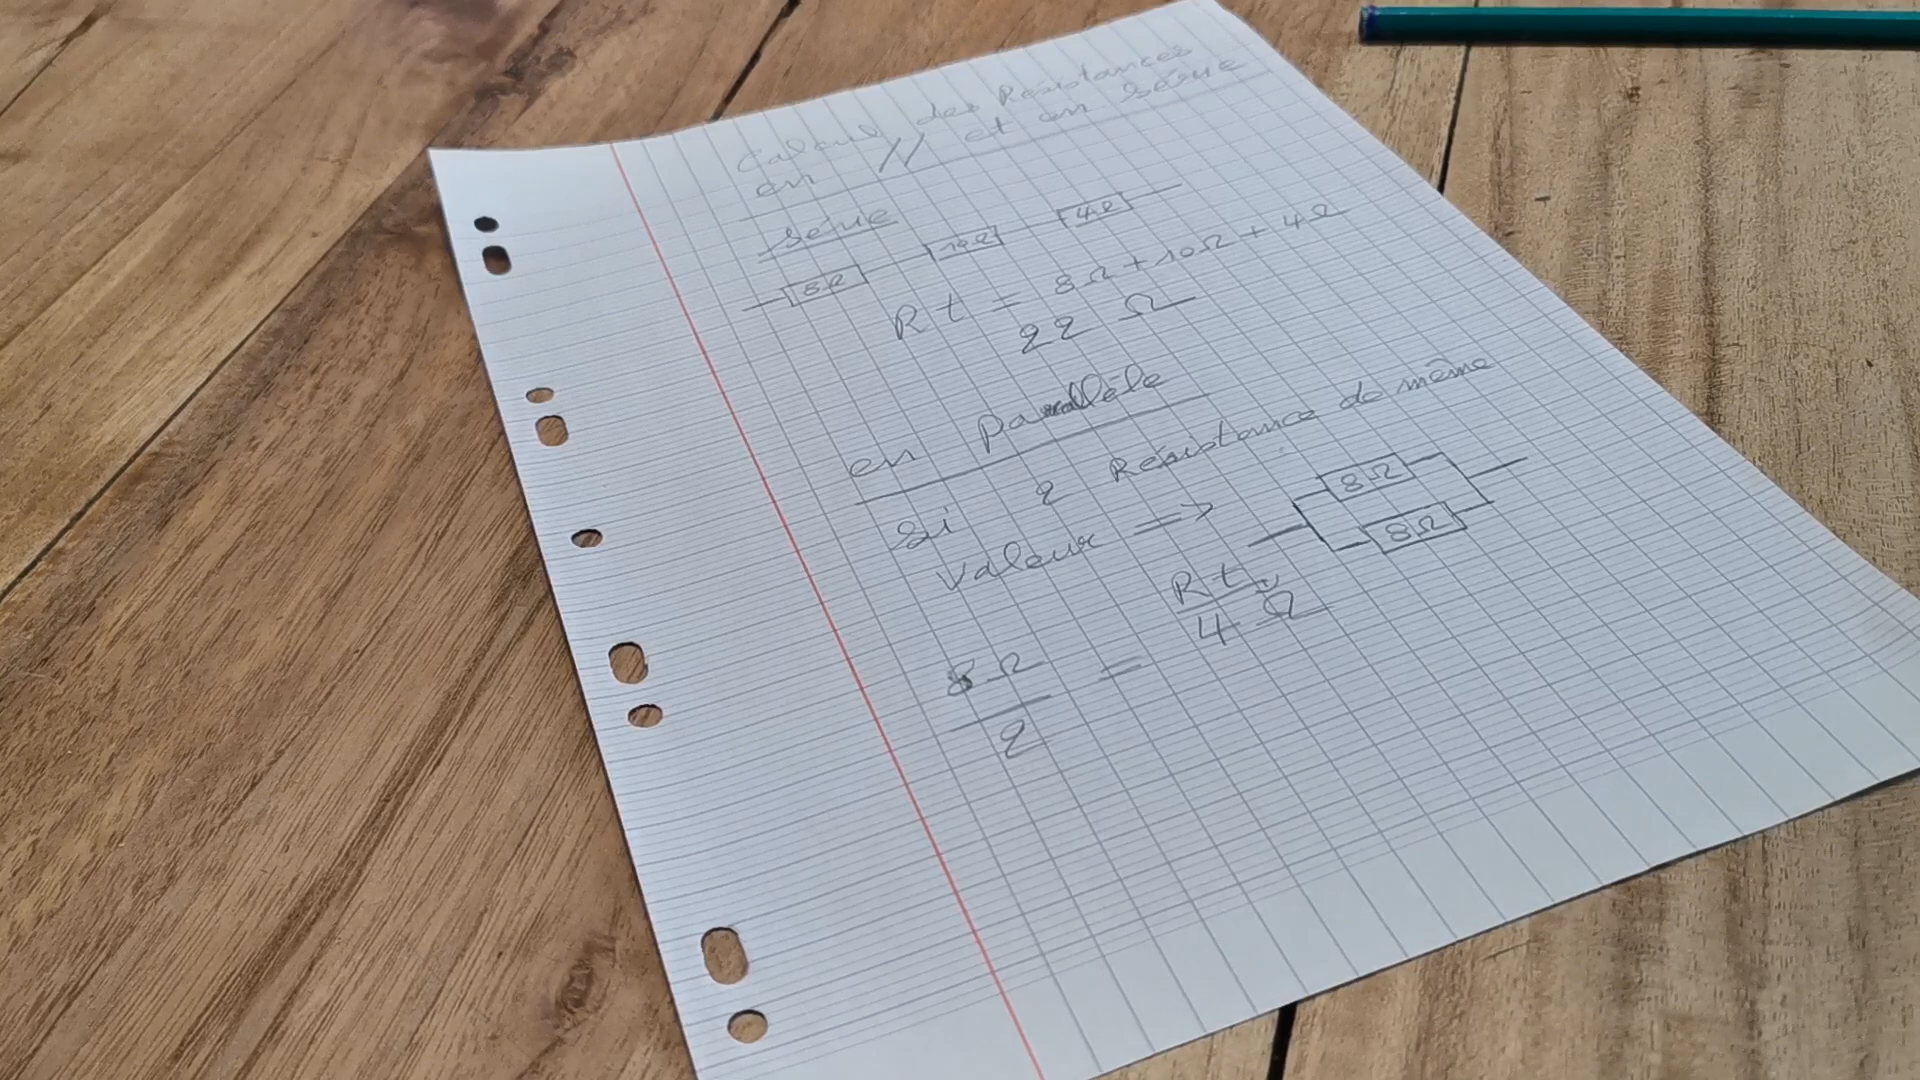 Calcul des Résistances
en // et en série
série
8Ω 10Ω 4Ω
Rt = 8Ω + 10Ω + 4Ω
22 Ω
en parallèle
Si 2 Résistance de même
valeur =>
8Ω
8Ω
Rt
8Ω / 2 = 4 Ω